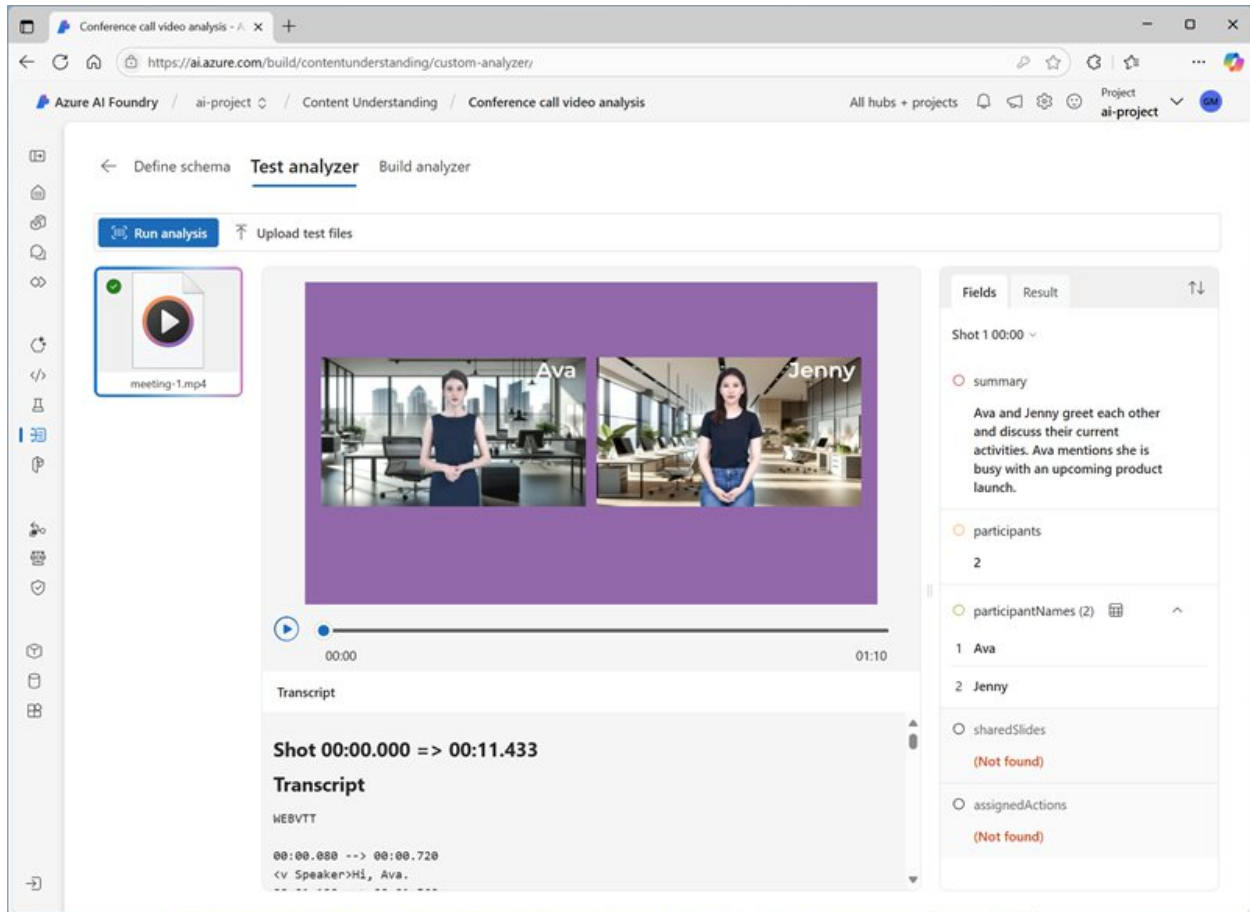 Conference call video analysis - A
https://ai.azure.com/build/contentunderstanding/custom-analyzer/
Azure AI Foundry / ai-project / Content Understanding / Conference call video analysis
All hubs + projects
Project
ai-project
GM
Define schema Test analyzer Build analyzer
Run analysis Upload test files
meeting-1.mp4
Ava
Jenny
00:00 01:10
Transcript
Shot 00:00.000 => 00:11.433
Transcript
WEBVTT
00:00.080 --> 00:00.720
<v Speaker>Hi, Ava.
Fields Result
Shot 1 00:00
summary
Ava and Jenny greet each other
and discuss their current
activities. Ava mentions she is
busy with an upcoming product
launch.
participants
2
participantNames (2)
1 Ava
2 Jenny
sharedSlides
(Not found)
assignedActions
(Not found)